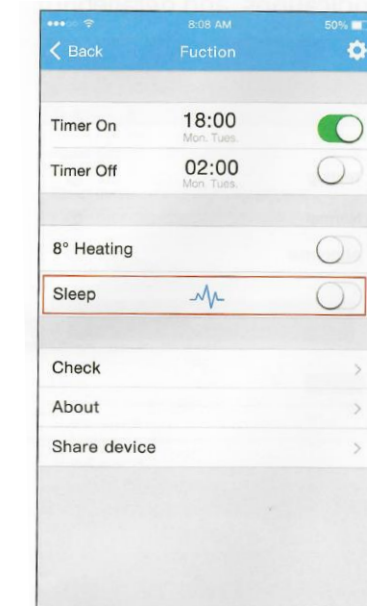 8:08 AM 50%
Back Fuction
Timer On 18:00
Mon. Tues.
Timer Off 02:00
Mon. Tues.
8° Heating
Sleep
Check
About
Share device